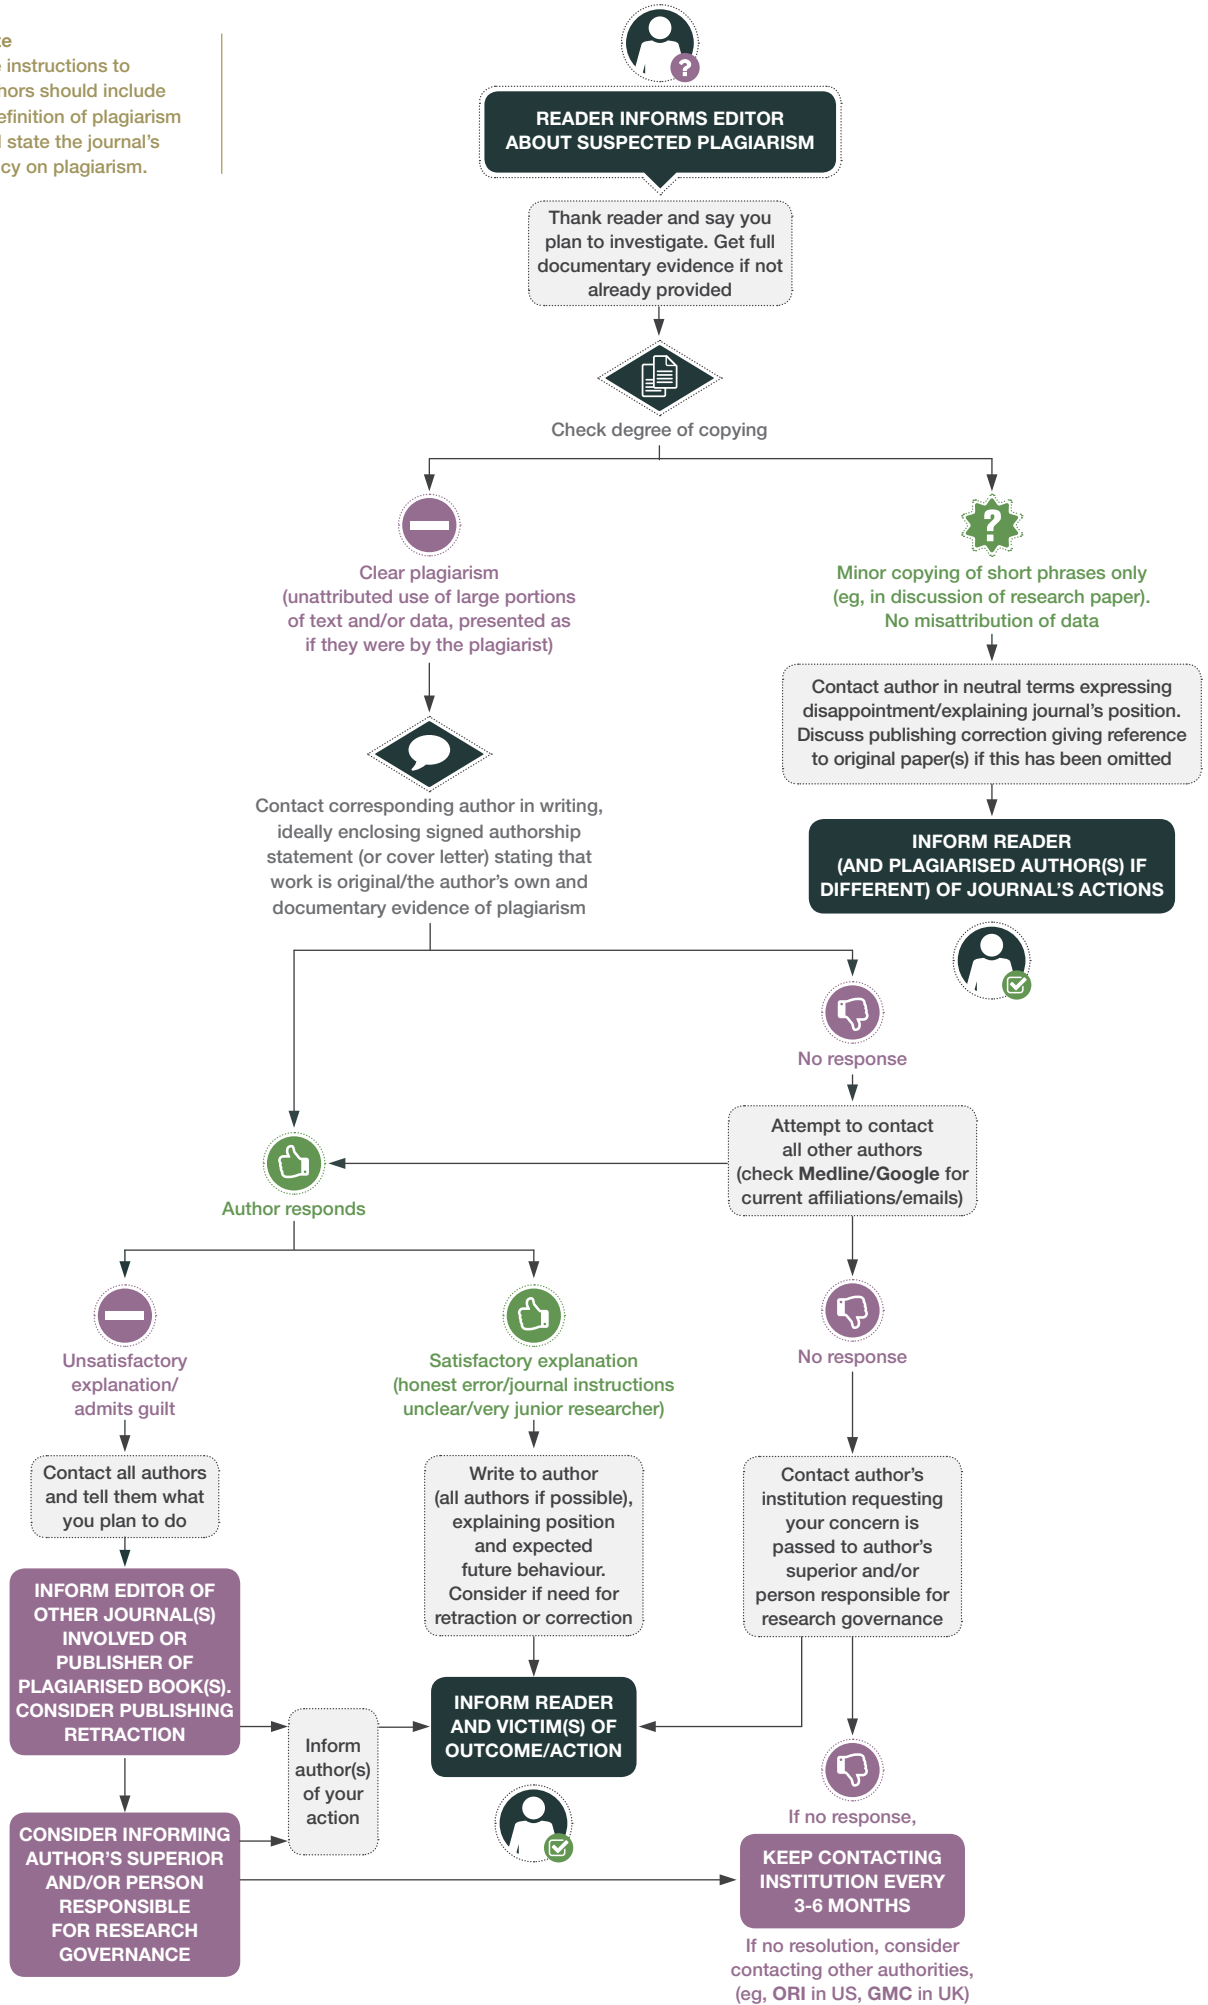 te
e instructions to
hors should include
efinition of plagiarism
state the journal's
cy on plagiarism.
?
READER INFORMS EDITOR
ABOUT SUSPECTED PLAGIARISM
Thank reader and say you
plan to investigate. Get full
documentary evidence if not
already provided
Check degree of copying
Clear plagiarism
(unattributed use of large portions
of text and/or data, presented as
if they were by the plagiarist)
?
Minor copying of short phrases only
(eg, in discussion of research paper).
No misattribution of data
Contact author in neutral terms expressing
disappointment/explaining journal's position.
Discuss publishing correction giving reference
to original paper(s) if this has been omitted
INFORM READER
(AND PLAGIARISED AUTHOR(S) IF
DIFFERENT) OF JOURNAL'S ACTIONS
Contact corresponding author in writing,
ideally enclosing signed authorship
statement (or cover letter) stating that
work is original/the author's own and
documentary evidence of plagiarism
No response
Attempt to contact
all other authors
(check Medline/Google for
current affiliations/emails)
Author responds
No response
Unsatisfactory
explanation/
admits guilt
Satisfactory explanation
(honest error/journal instructions
unclear/very junior researcher)
Contact all authors
and tell them what
you plan to do
Write to author
(all authors if possible),
explaining position
and expected
future behaviour.
Consider if need for
retraction or correction
Contact author's
institution requesting
your concern is
passed to author's
superior and/or
person responsible for
research governance
INFORM EDITOR OF
OTHER JOURNAL(S)
INVOLVED OR
PUBLISHER OF
PLAGIARISED BOOK(S).
CONSIDER PUBLISHING
RETRACTION
Inform
author(s)
of your
action
INFORM READER
AND VICTIM(S) OF
OUTCOME/ACTION
If no response,
CONSIDER INFORMING
AUTHOR'S SUPERIOR
AND/OR PERSON
RESPONSIBLE
FOR RESEARCH
GOVERNANCE
KEEP CONTACTING
INSTITUTION EVERY
3-6 MONTHS
If no resolution, consider
contacting other authorities,
(eg, ORI in US, GMC in UK)